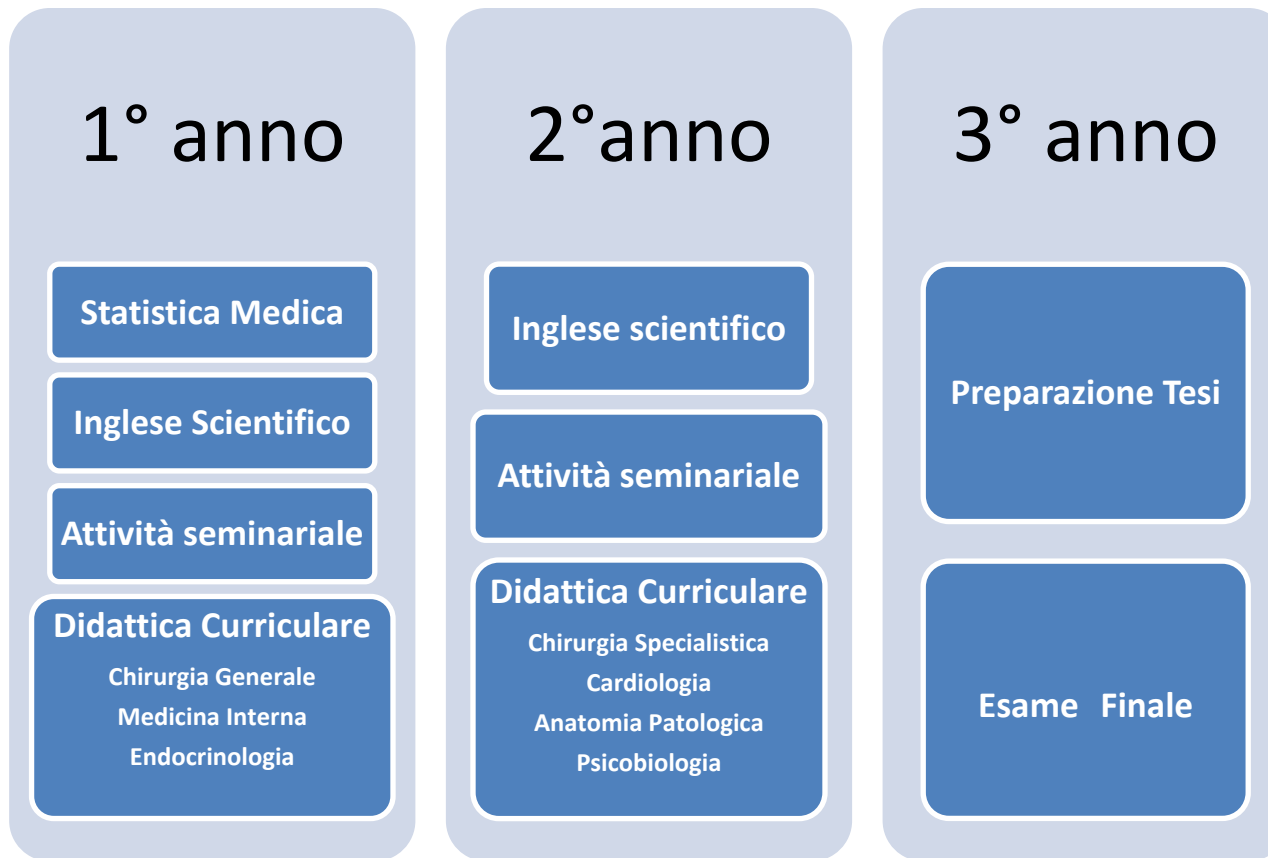 1° anno
Statistica Medica
Inglese Scientifico
Attività seminariale
Didattica Curriculare
Chirurgia Generale
Medicina Interna
Endocrinologia
2°anno
Inglese scientifico
Attività seminariale
Didattica Curriculare
Chirurgia Specialistica
Cardiologia
Anatomia Patologica
Psicobiologia
3° anno
Preparazione Tesi
Esame Finale